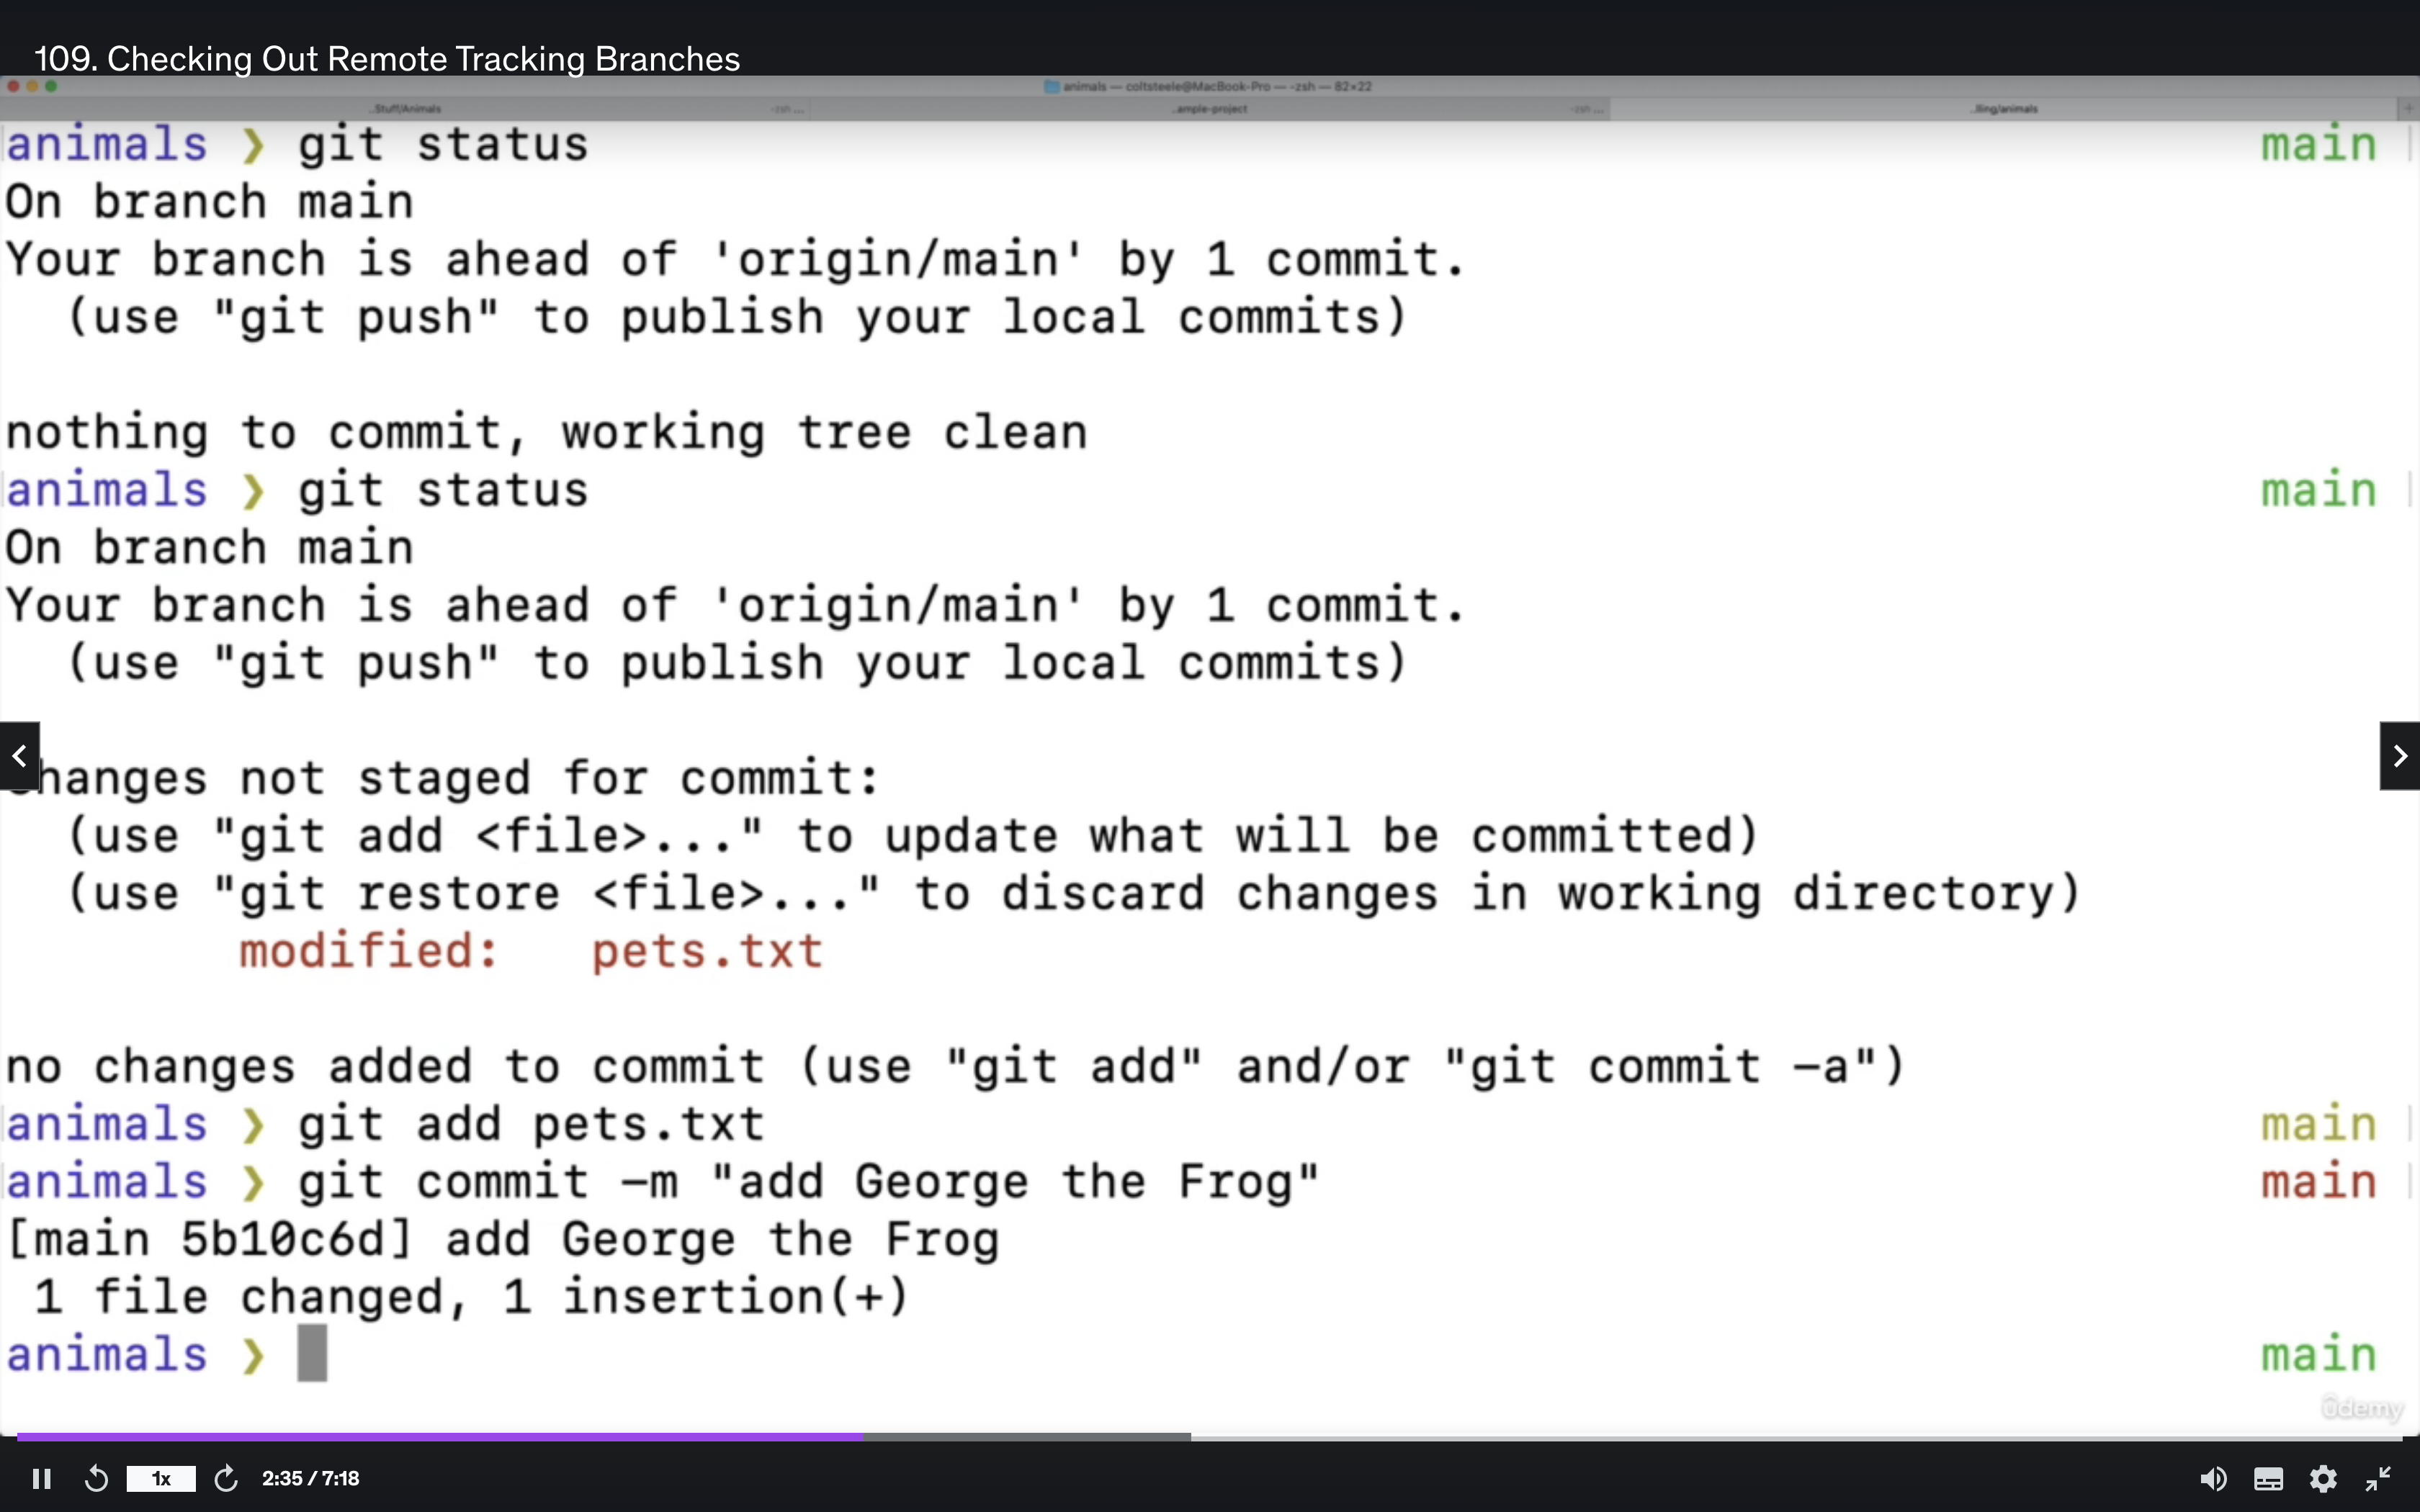 109. Checking Out Remote Tracking Branches
animals — coltsteele@MacBook-Pro — -zsh — 82×22
..Stuff/Animals -zsh ... ..ample-project -zsh ... ..lling/animals
animals ❯ git status main
On branch main
Your branch is ahead of 'origin/main' by 1 commit.
(use "git push" to publish your local commits)
nothing to commit, working tree clean
animals ❯ git status main
On branch main
Your branch is ahead of 'origin/main' by 1 commit.
(use "git push" to publish your local commits)
Changes not staged for commit:
(use "git add <file>..." to update what will be committed)
(use "git restore <file>..." to discard changes in working directory)
modified: pets.txt
no changes added to commit (use "git add" and/or "git commit -a")
animals ❯ git add pets.txt main
animals ❯ git commit -m "add George the Frog" main
[main 5b10c6d] add George the Frog
1 file changed, 1 insertion(+)
animals ❯ main
ûdemy
1x 2:35 / 7:18